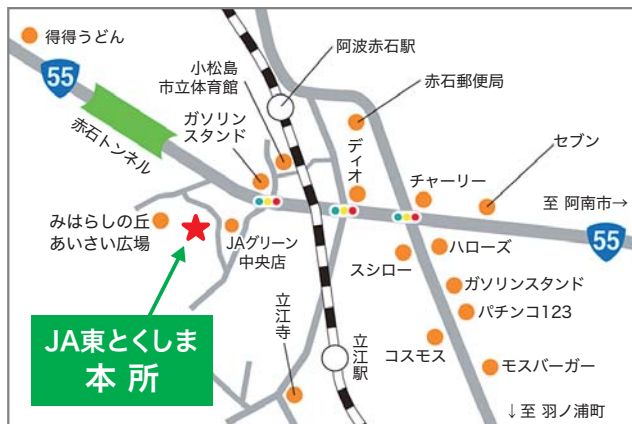 得得うどん
55
赤石トンネル
小松島
市立体育館
ガソリン
スタンド
阿波赤石駅
赤石郵便局
ディオ
チャーリー
セブン
至 阿南市→
55
みはらしの丘
あいさい広場
JAグリーン
中央店
スシロー
ハローズ
ガソリンスタンド
パチンコ123
コスモス
モスバーガー
立江寺
立江駅
JA東とくしま
本 所
↓至 羽ノ浦町